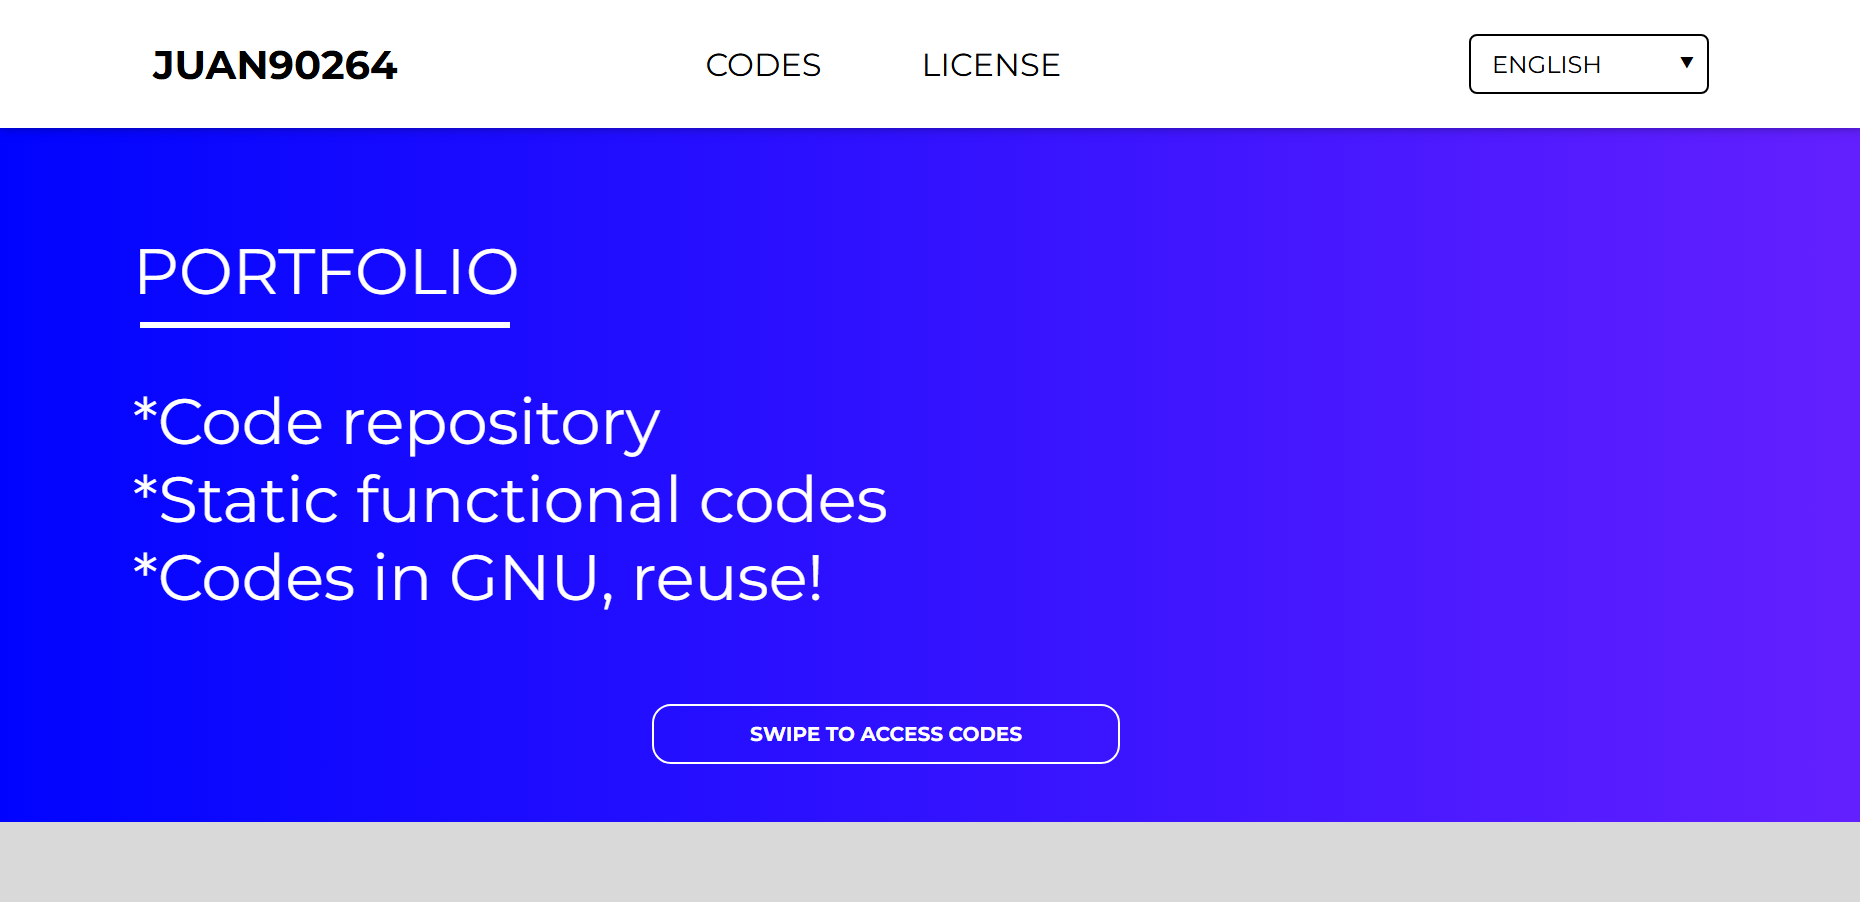 JUAN90264
CODES
LICENSE
ENGLISH
PORTFOLIO
*Code repository
*Static functional codes
*Codes in GNU, reuse!
SWIPE TO ACCESS CODES